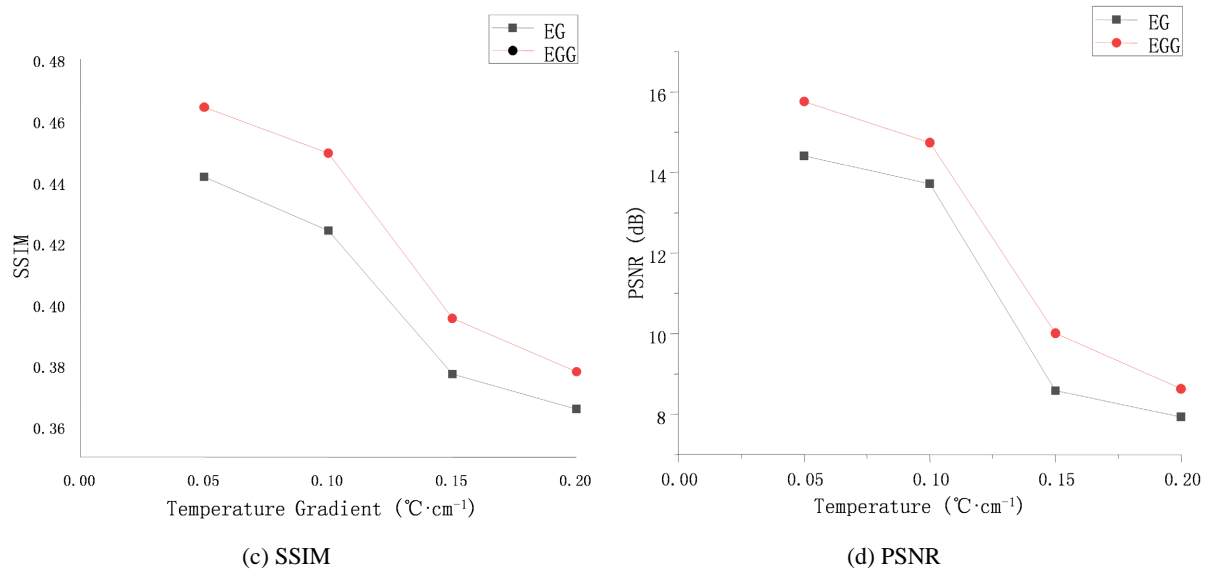 EG
EGG
0.48
0.46
0.44
0.42
0.40
0.38
0.36
SSIM
0.00 0.05 0.10 0.15 0.20
Temperature Gradient (℃·cm⁻¹)
(c) SSIM
EG
EGG
16
14
12
10
8
PSNR (dB)
0.00 0.05 0.10 0.15 0.20
Temperature (℃·cm⁻¹)
(d) PSNR